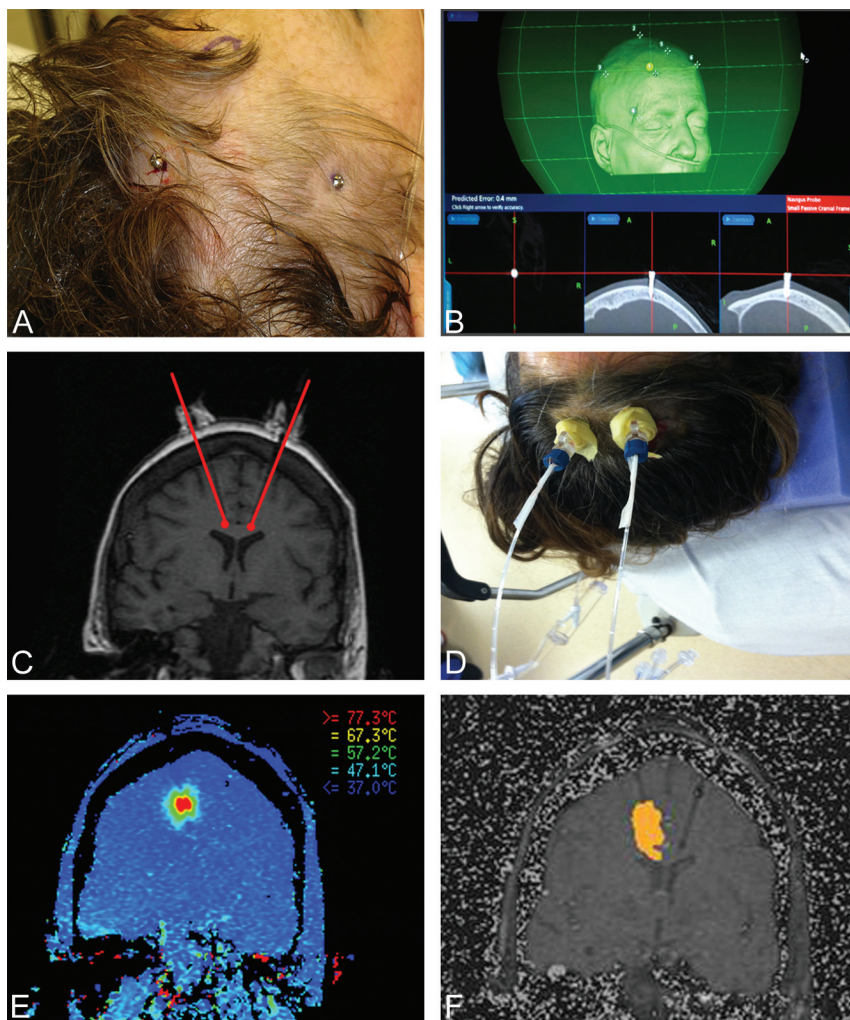 A
B
Predicted Error: 0.4 mm
Click Right arrow to verify accuracy.
Navigus Probe
Small Passive Cranial Frame
S
A
A
L
R
R
I
P
P
C
D
>= 77.3°C
= 67.3°C
= 57.2°C
= 47.1°C
<= 37.0°C
E
F